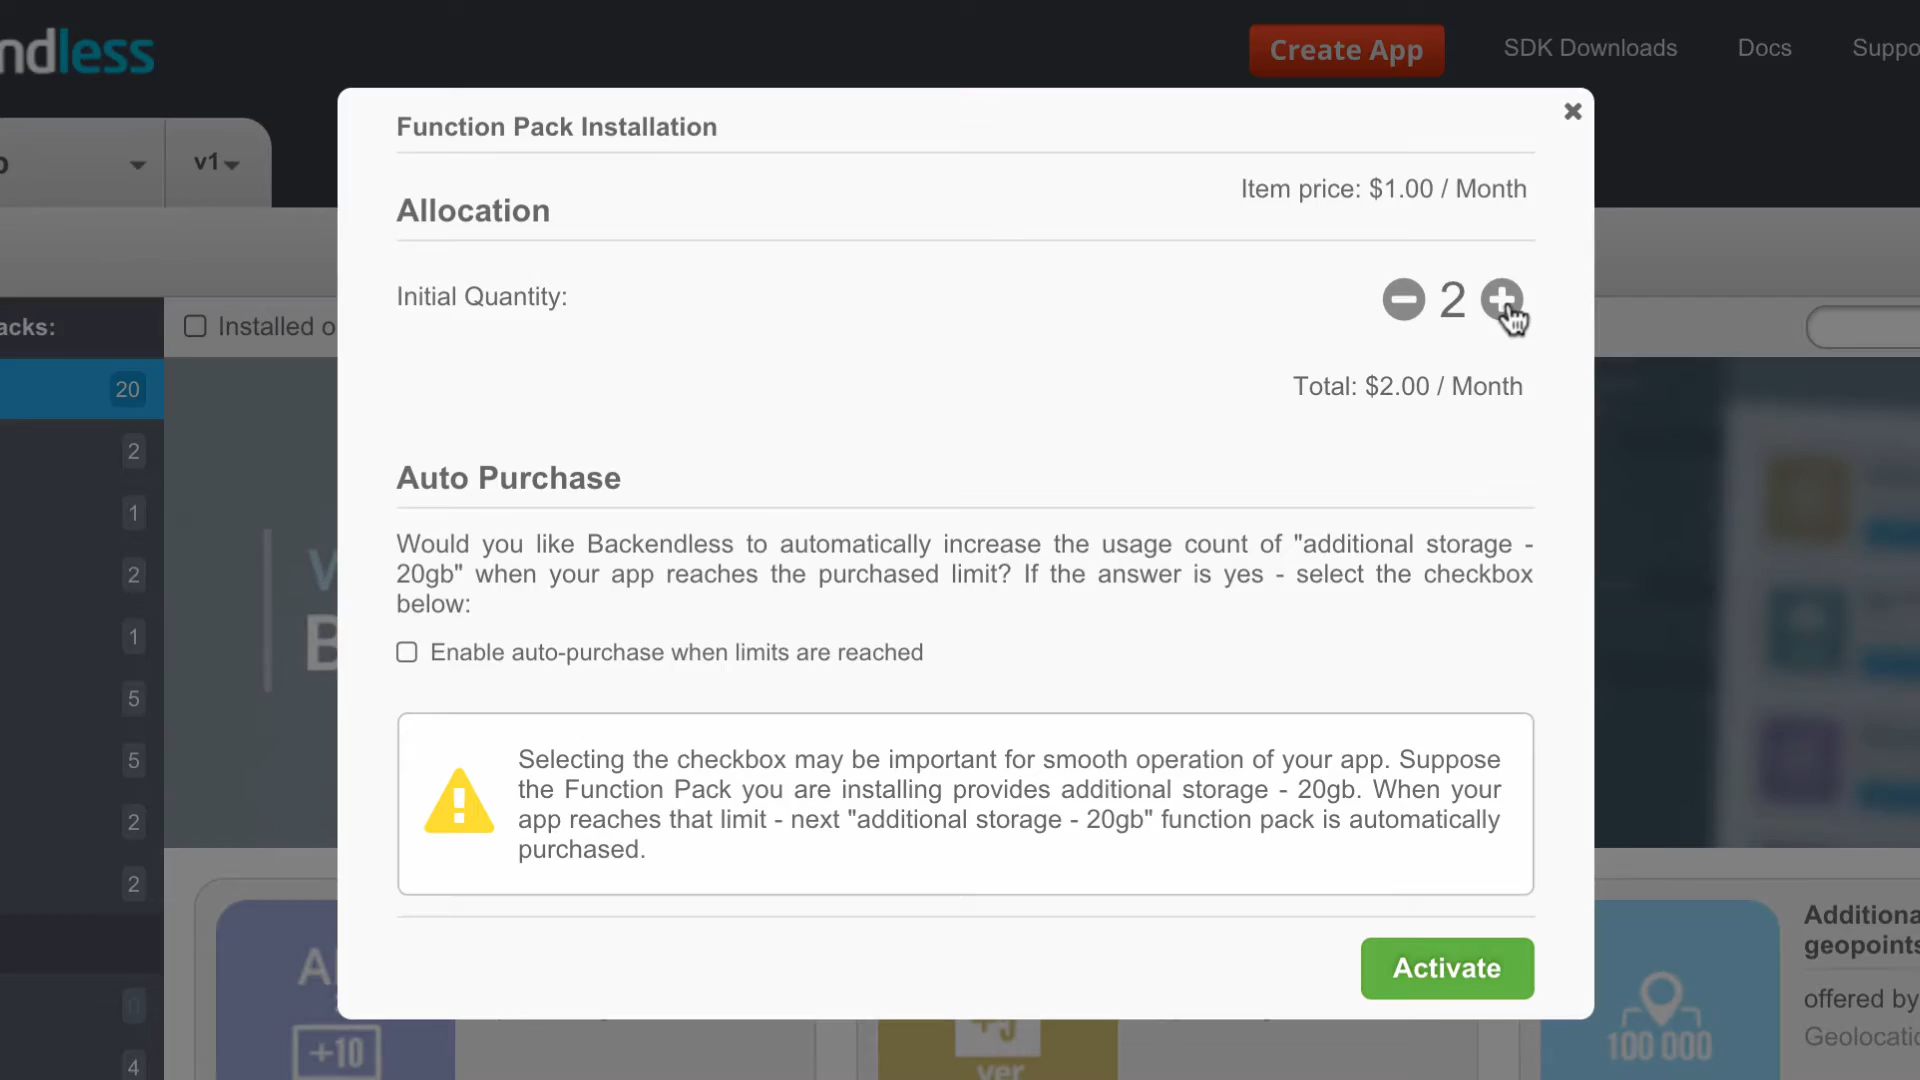 ndless
Create App
SDK Downloads
Docs
Suppo
v1
Function Pack Installation
Item price: $1.00 / Month
Allocation
Initial Quantity:
2
Total: $2.00 / Month
Auto Purchase
Would you like Backendless to automatically increase the usage count of "additional storage -
20gb" when your app reaches the purchased limit? If the answer is yes - select the checkbox
below:
Enable auto-purchase when limits are reached
Selecting the checkbox may be important for smooth operation of your app. Suppose
the Function Pack you are installing provides additional storage - 20gb. When your
app reaches that limit - next "additional storage - 20gb" function pack is automatically
purchased.
Activate
acks:
Installed o
20
2
1
2
1
5
5
2
2
0
4
W
B
+10
ver
100 000
Additiona
geopoints
offered by
Geolocatio